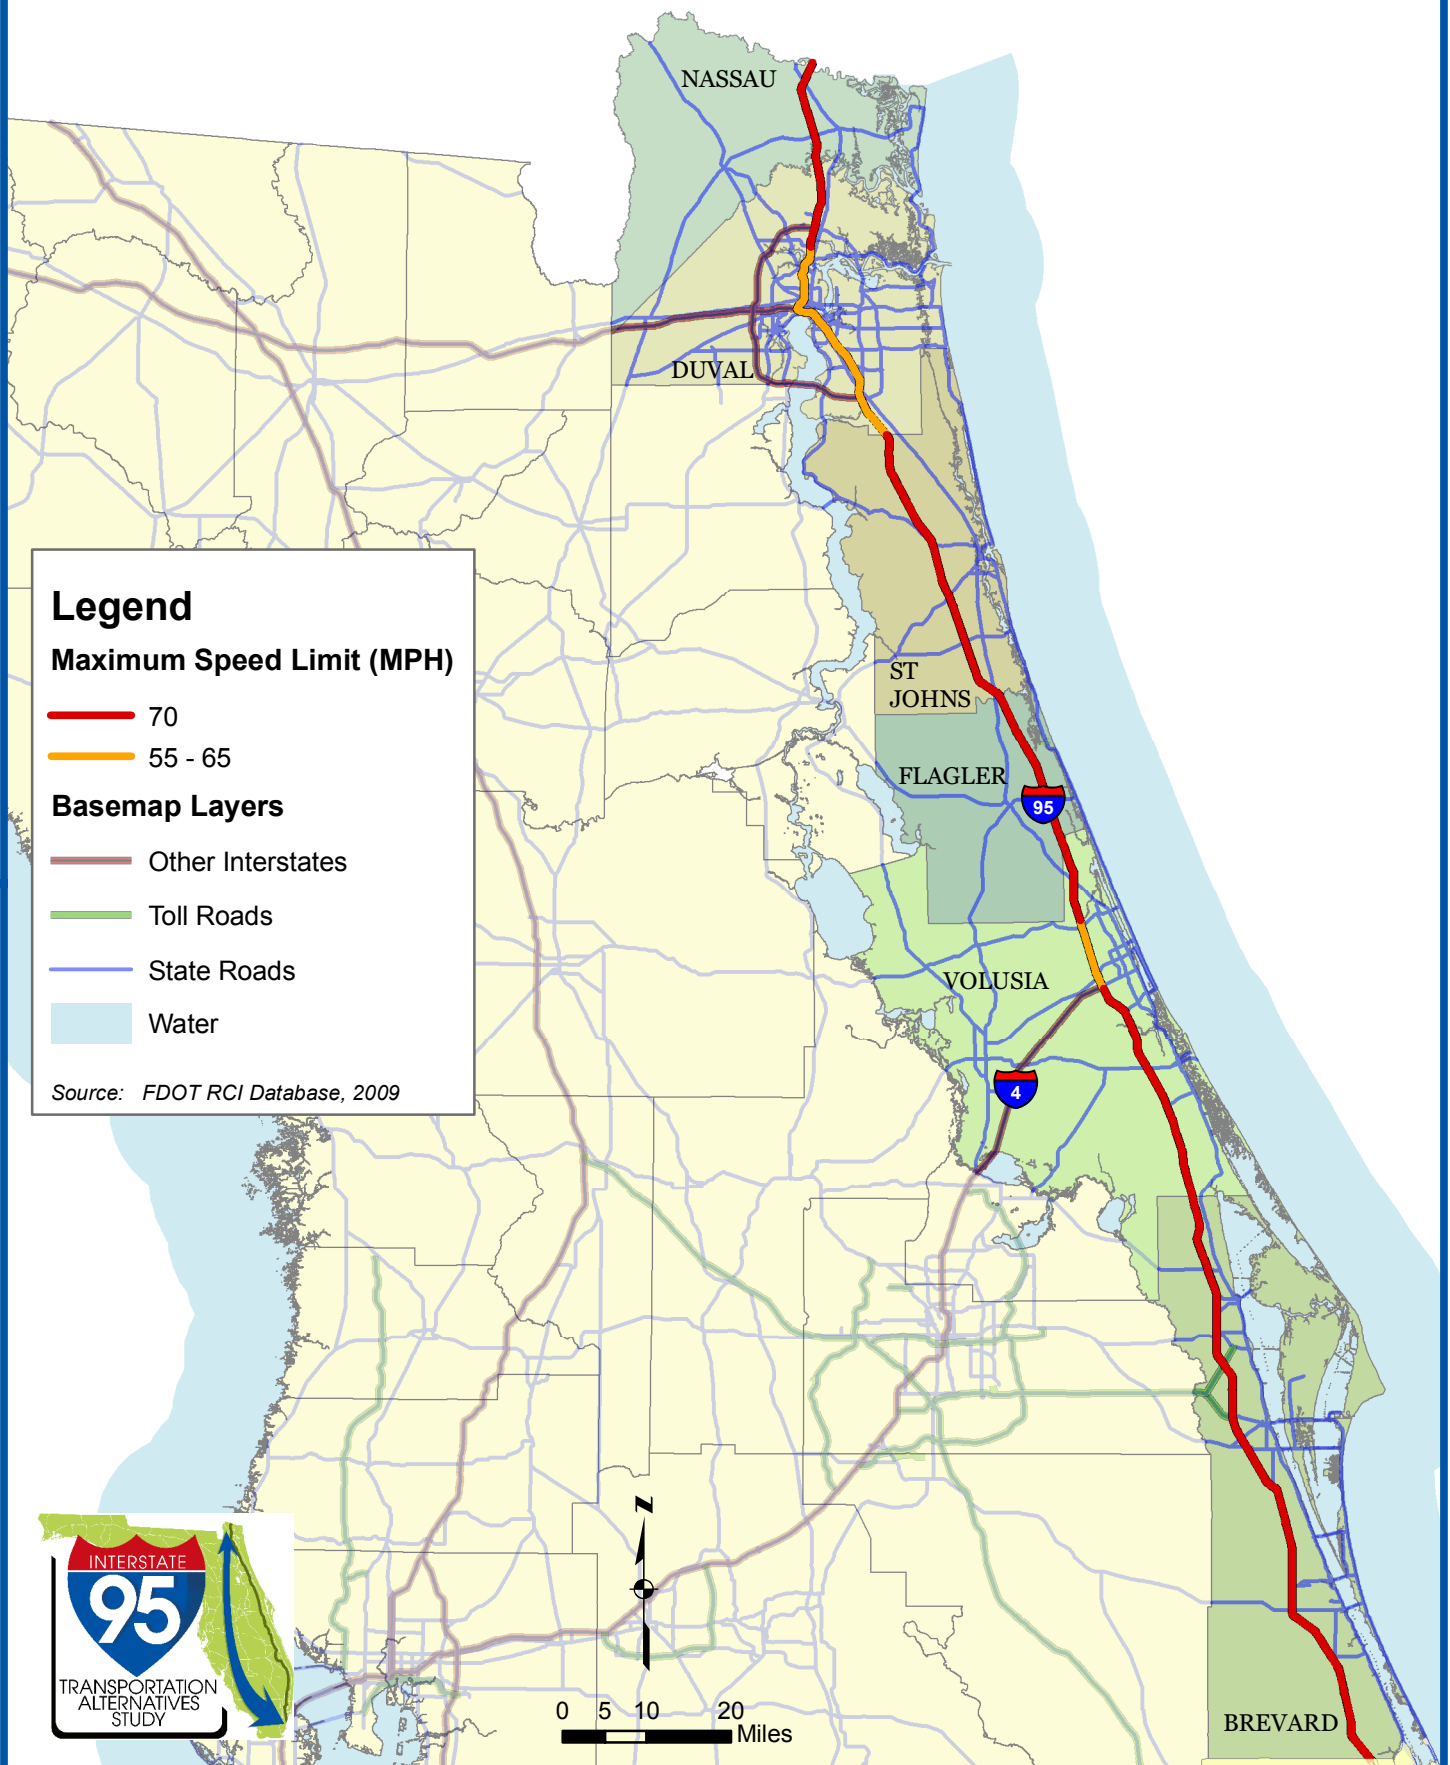 NASSAU
DUVAL
Legend
Maximum Speed Limit (MPH)
70
55 - 65
Basemap Layers
Other Interstates
Toll Roads
State Roads
Water
Source: FDOT RCI Database, 2009
ST
JOHNS
FLAGLER
95
VOLUSIA
4
N
INTERSTATE
95
TRANSPORTATION
ALTERNATIVES
STUDY
0 5 10 20
Miles
BREVARD